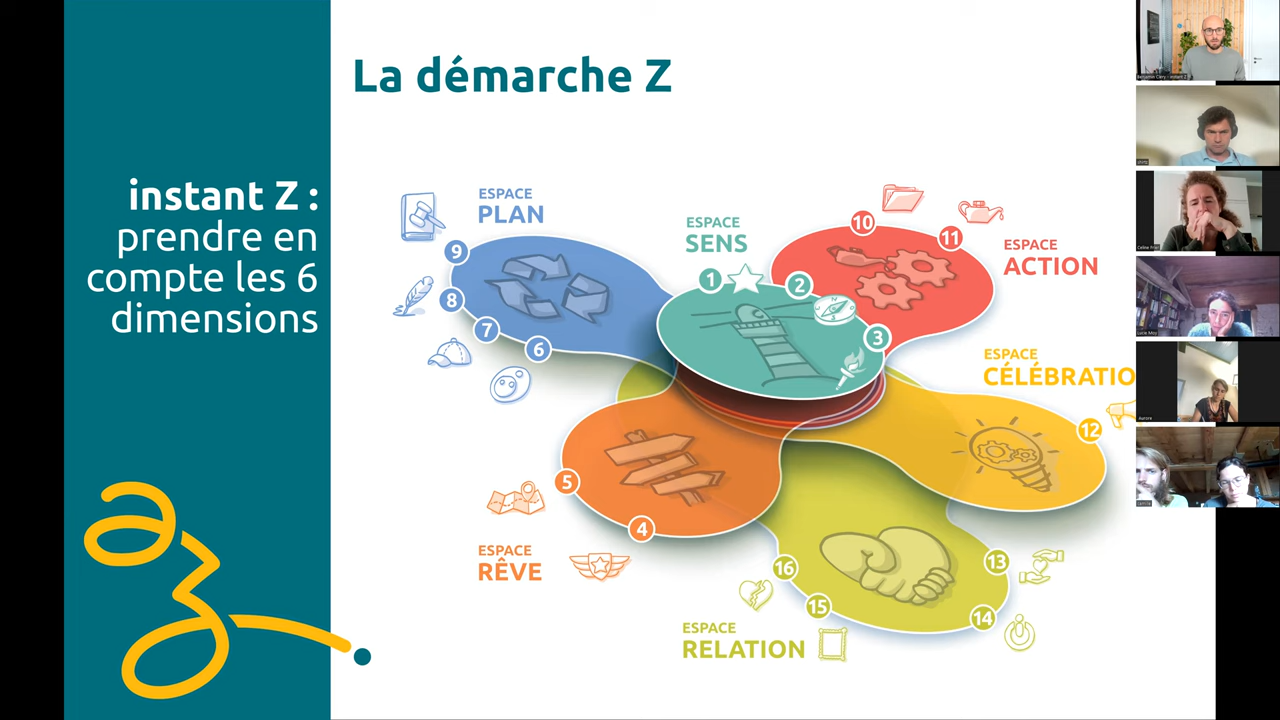 La démarche Z
instant Z :
prendre en
compte les 6
dimensions
ESPACE
PLAN
9
8
7
6
ESPACE
SENS
1
2
3
10
11
ESPACE
ACTION
ESPACE
CÉLÉBRATIO
12
5
4
ESPACE
RÊVE
16
15
13
14
ESPACE
RELATION
Aurore